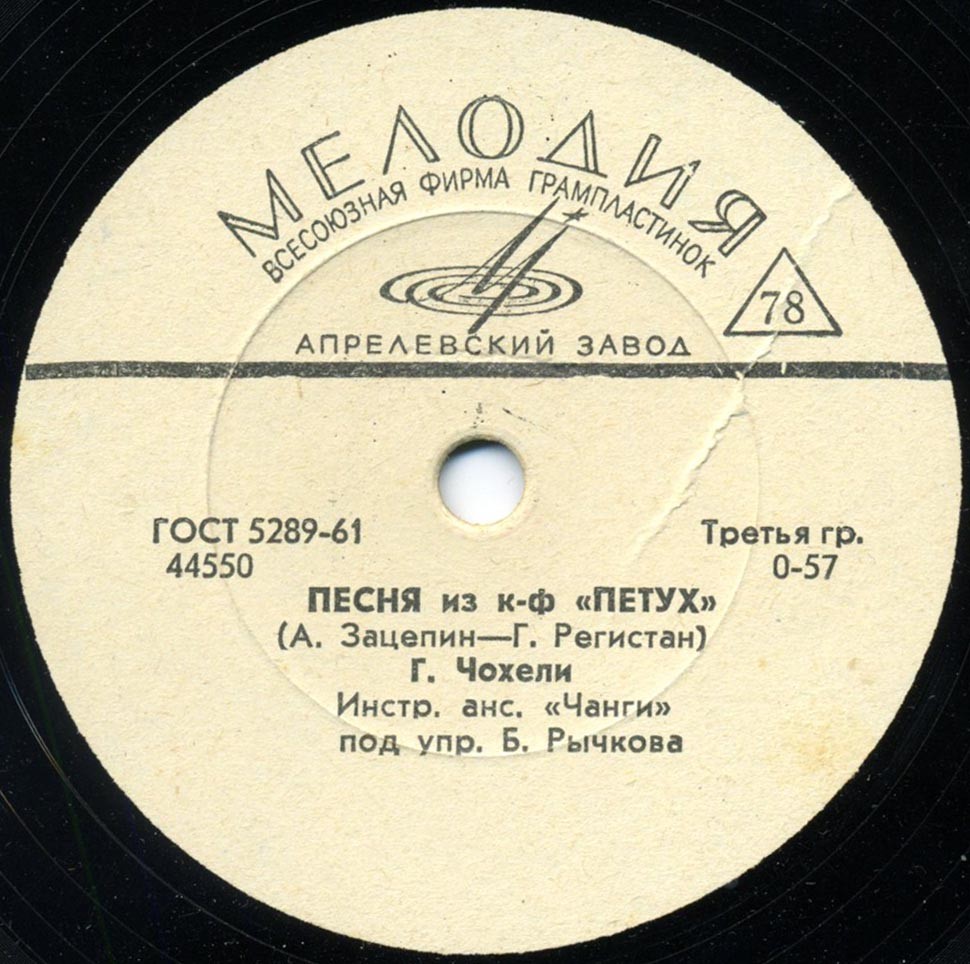 МЕЛОДИЯ
ВСЕСОЮЗНАЯ ФИРМА ГРАМПЛАСТИНОК
78
АПРЕЛЕВСКИЙ ЗАВОД
ГОСТ 5289-61
44550
Третья гр.
0-57
ПЕСНЯ из к-ф «ПЕТУХ»
(А. Зацепин—Г. Регистан)
Г. Чохели
Инстр. анс. «Чанги»
под упр. Б. Рычкова